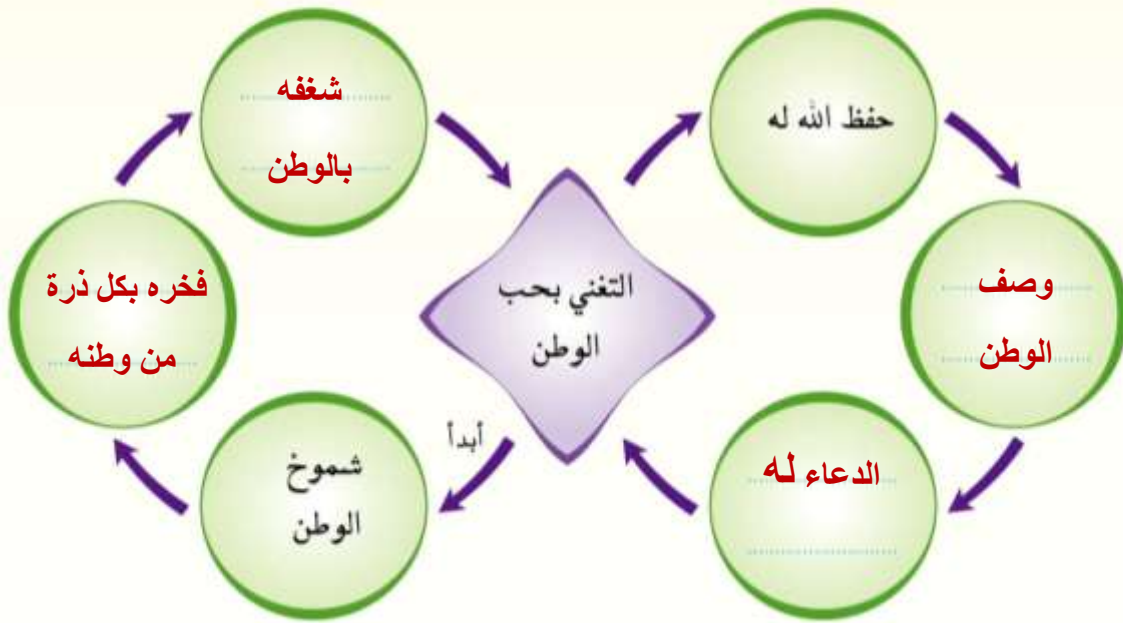 حفظ الله له
شغفه
بالوطن
وصف
الوطن
التغني بحب
الوطن
فخره بكل ذرة
من وطنه
الدعاء له
أبدأ
شموخ
الوطن